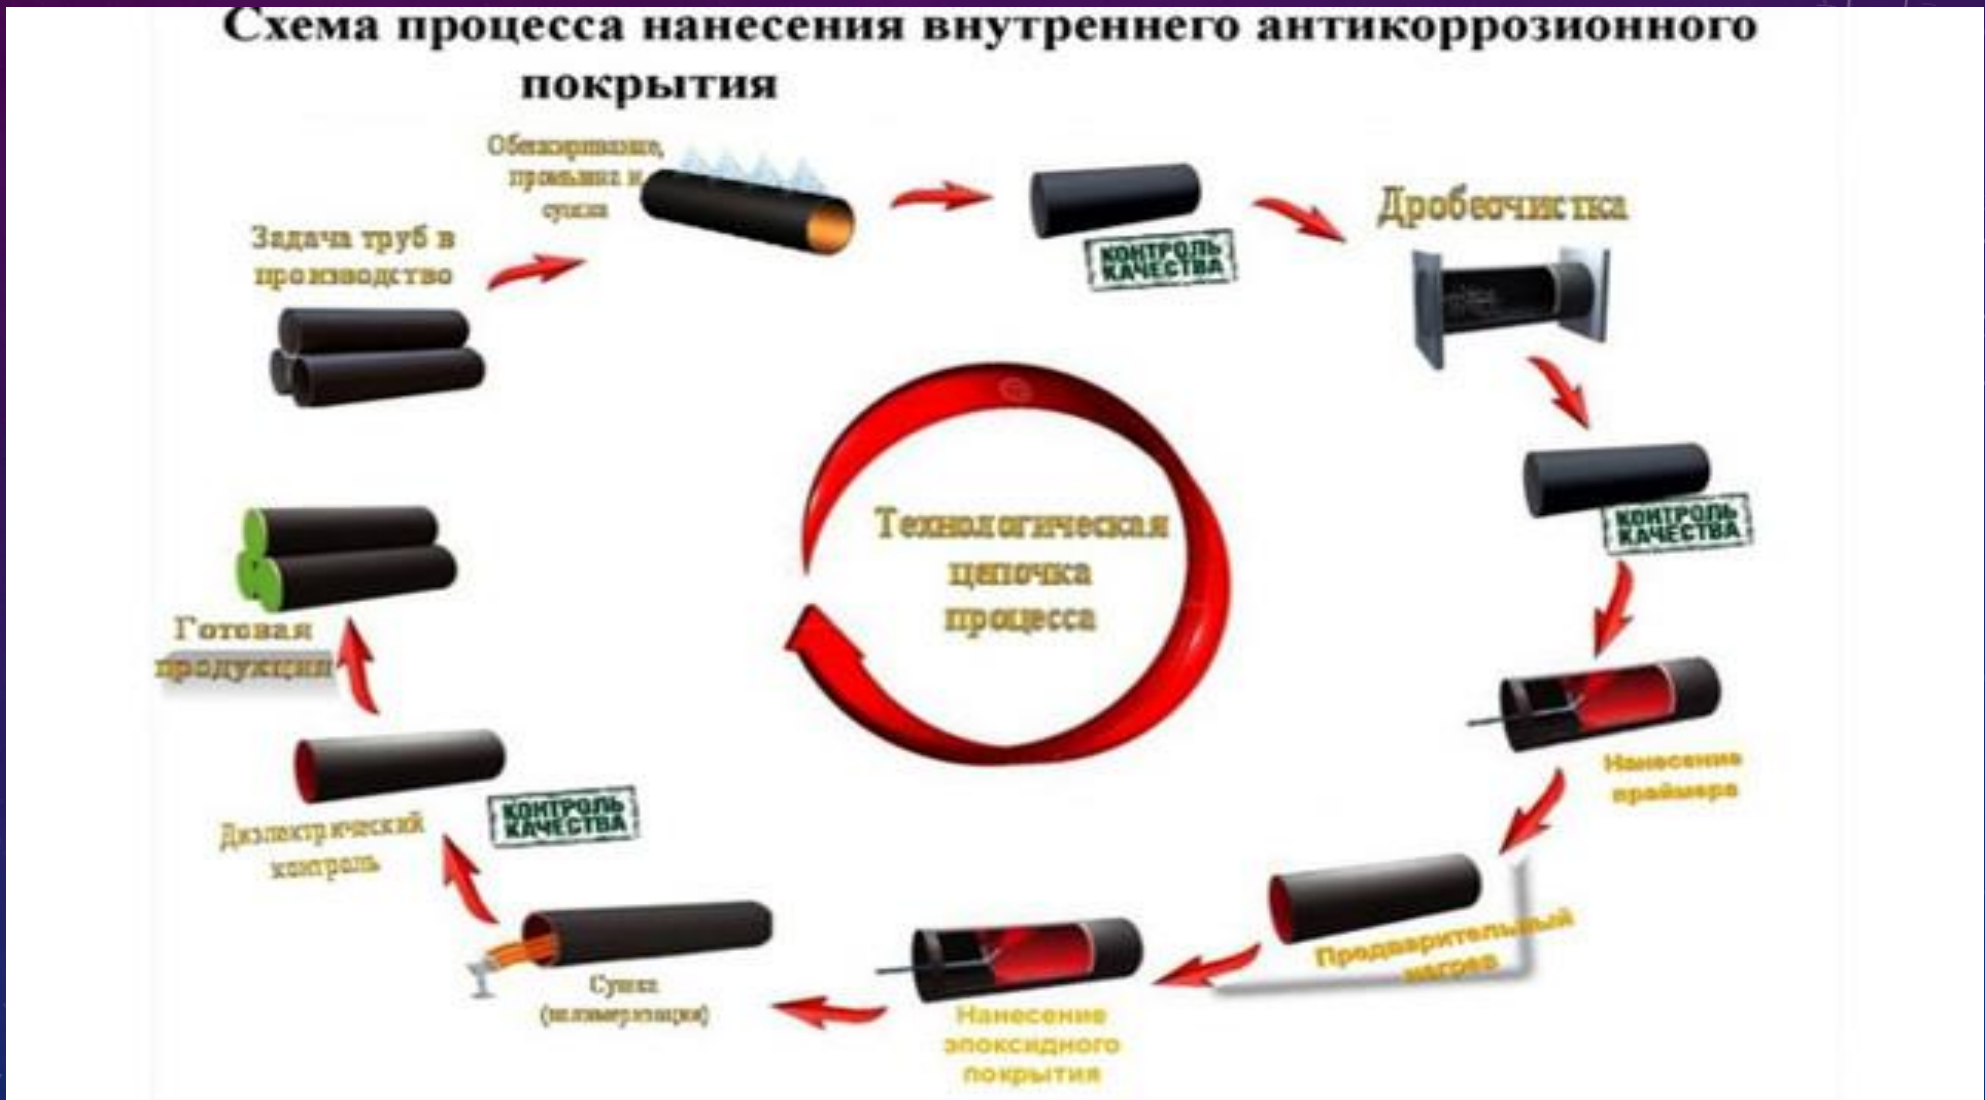 Схема процесса нанесения внутреннего антикоррозионного
покрытия
Обезжиривание,
промывка и
сушка
Задача труб в
производство
КОНТРОЛЬ
КАЧЕСТВА
Дробеочистка
КОНТРОЛЬ
КАЧЕСТВА
Технологическая
цепочка
процесса
Нанесение
праймера
Предварительный
нагрев
Нанесение
эпоксидного
покрытия
Сушка
(полимеризация)
Диэлектрический
контроль
КОНТРОЛЬ
КАЧЕСТВА
Готовая
продукция